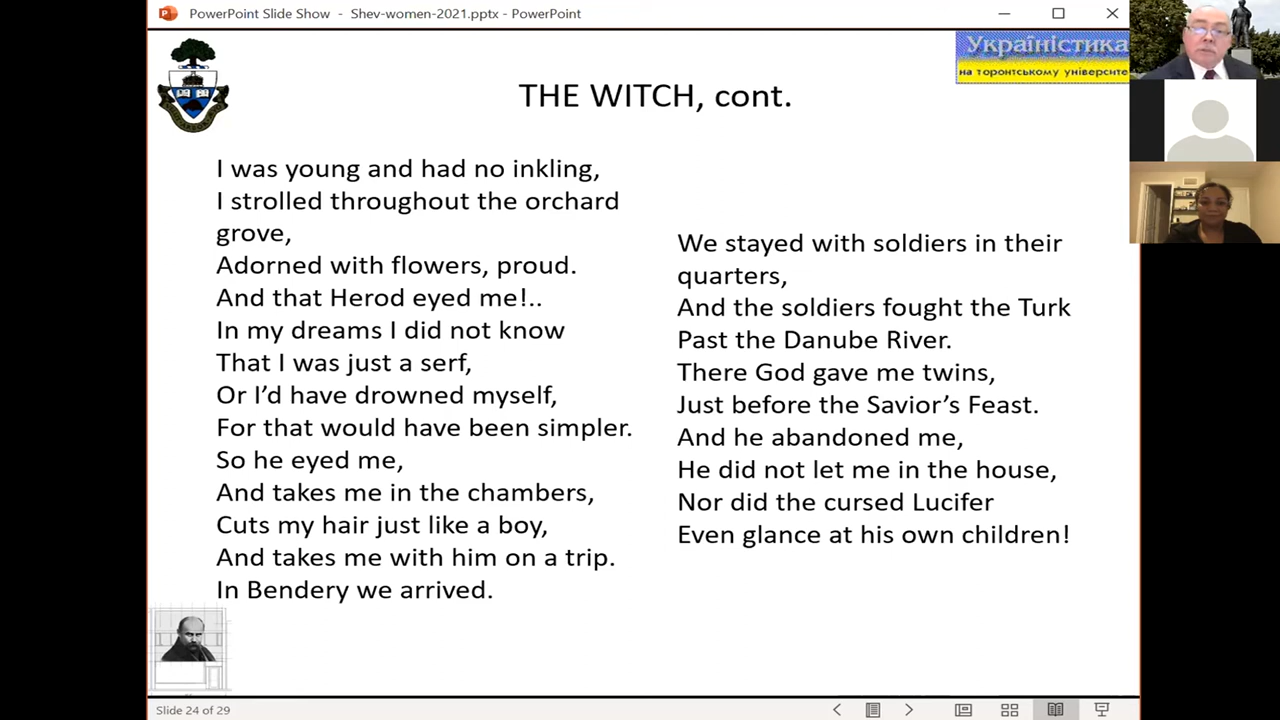 PowerPoint Slide Show - Shev-women-2021.pptx - PowerPoint
Україністика
на торонтському університе
THE WITCH, cont.
I was young and had no inkling,
I strolled throughout the orchard
grove,
Adorned with flowers, proud.
And that Herod eyed me!..
In my dreams I did not know
That I was just a serf,
Or I’d have drowned myself,
For that would have been simpler.
So he eyed me,
And takes me in the chambers,
Cuts my hair just like a boy,
And takes me with him on a trip.
In Bendery we arrived.
We stayed with soldiers in their
quarters,
And the soldiers fought the Turk
Past the Danube River.
There God gave me twins,
Just before the Savior’s Feast.
And he abandoned me,
He did not let me in the house,
Nor did the cursed Lucifer
Even glance at his own children!
Slide 24 of 29